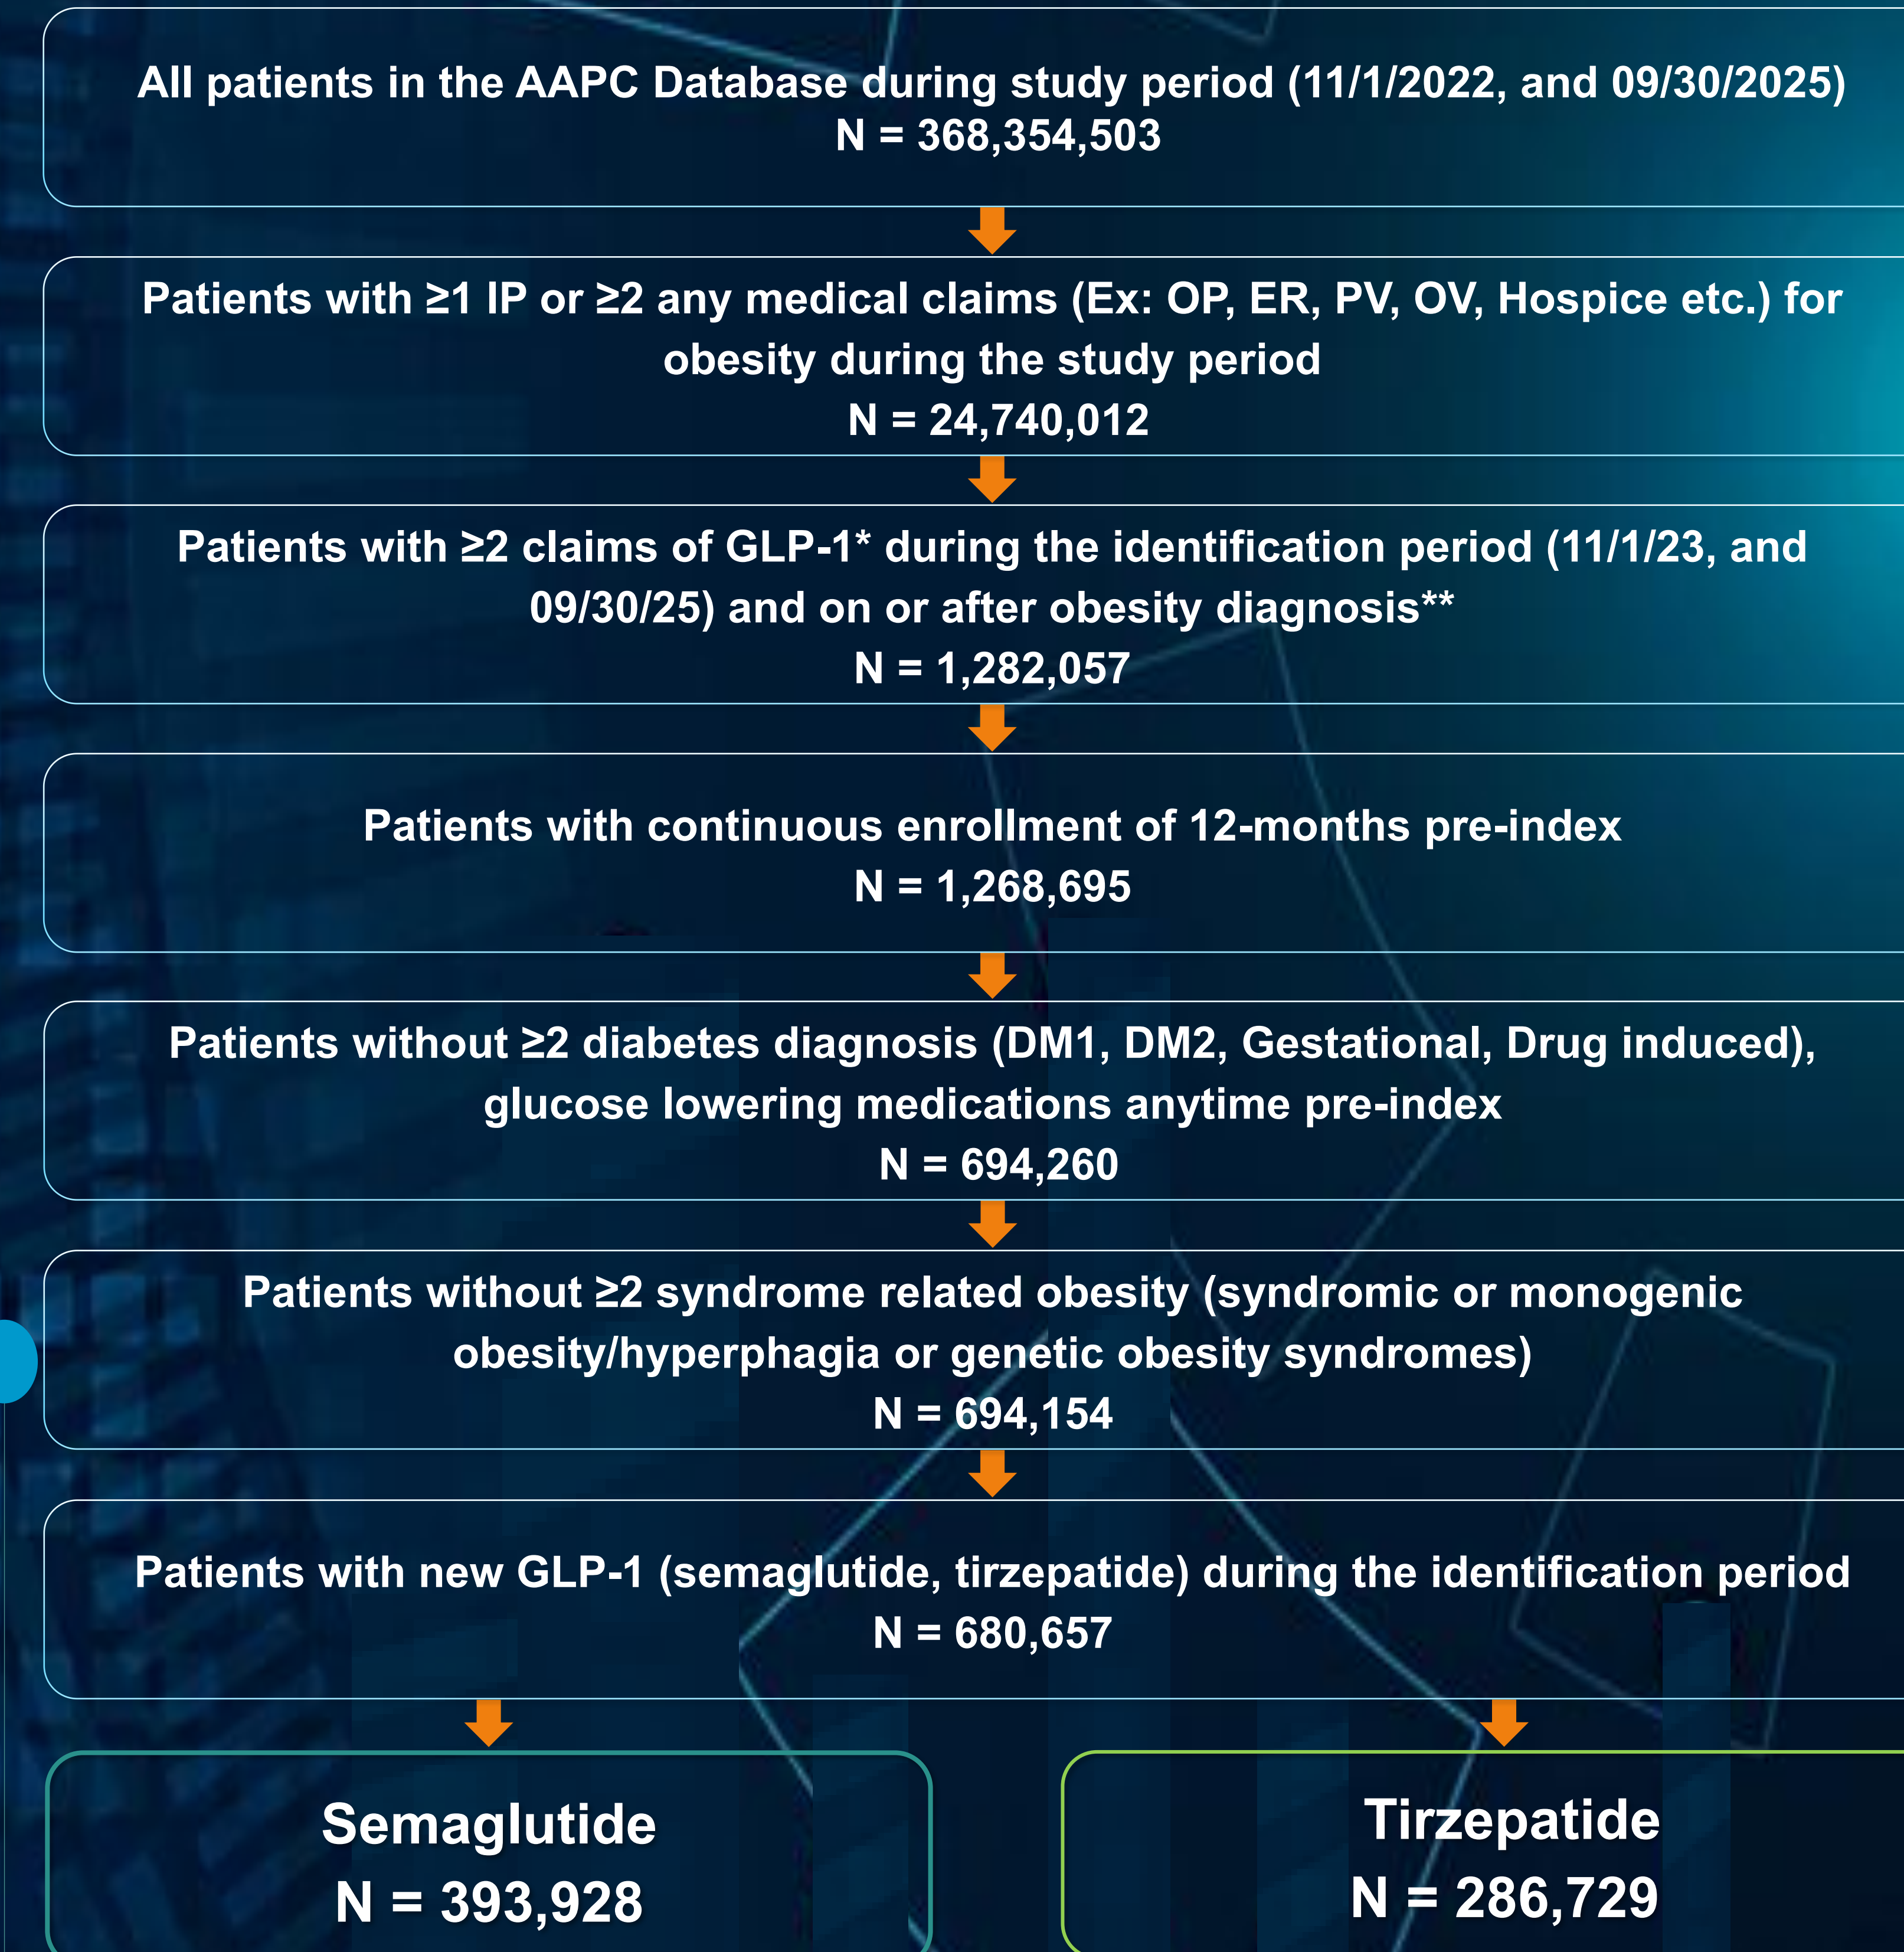 All patients in the AAPC Database during study period (11/1/2022, and 09/30/2025)
N = 368,354,503
Patients with ≥1 IP or ≥2 any medical claims (Ex: OP, ER, PV, OV, Hospice etc.) for
obesity during the study period
N = 24,740,012
Patients with ≥2 claims of GLP-1* during the identification period (11/1/23, and
09/30/25) and on or after obesity diagnosis**
N = 1,282,057
Patients with continuous enrollment of 12-months pre-index
N = 1,268,695
Patients without ≥2 diabetes diagnosis (DM1, DM2, Gestational, Drug induced),
glucose lowering medications anytime pre-index
N = 694,260
Patients without ≥2 syndrome related obesity (syndromic or monogenic
obesity/hyperphagia or genetic obesity syndromes)
N = 694,154
Patients with new GLP-1 (semaglutide, tirzepatide) during the identification period
N = 680,657
Semaglutide
N = 393,928
Tirzepatide
N = 286,729